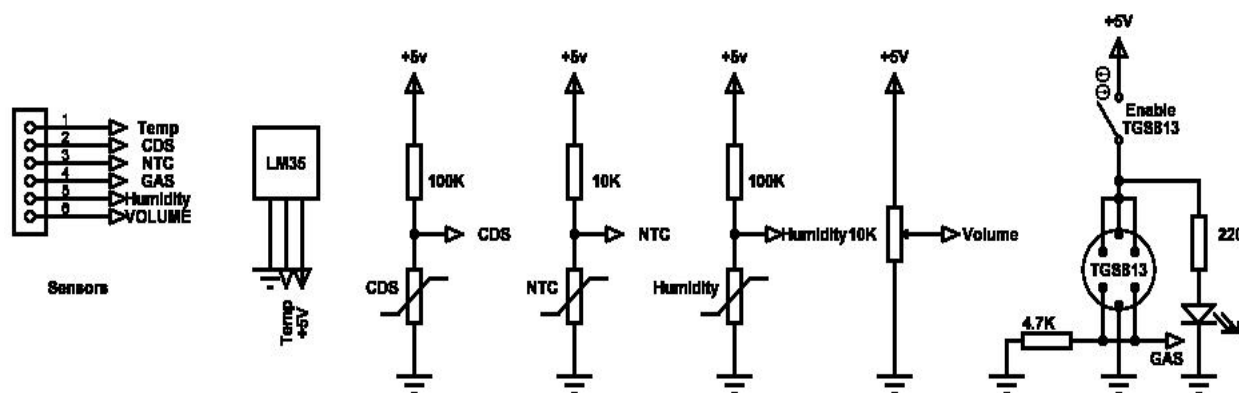 1 Temp
2 CDS
3 NTC
4 GAS
5 Humidity
6 VOLUME
Sensors
LM35
Temp
+5V
+5v
100K
CDS
CDS
+5v
10K
NTC
NTC
+5v
100K
Humidity
Humidity
+5V
10K
Volume
+5V
Enable
TGS813
TGS813
220
4.7K
GAS